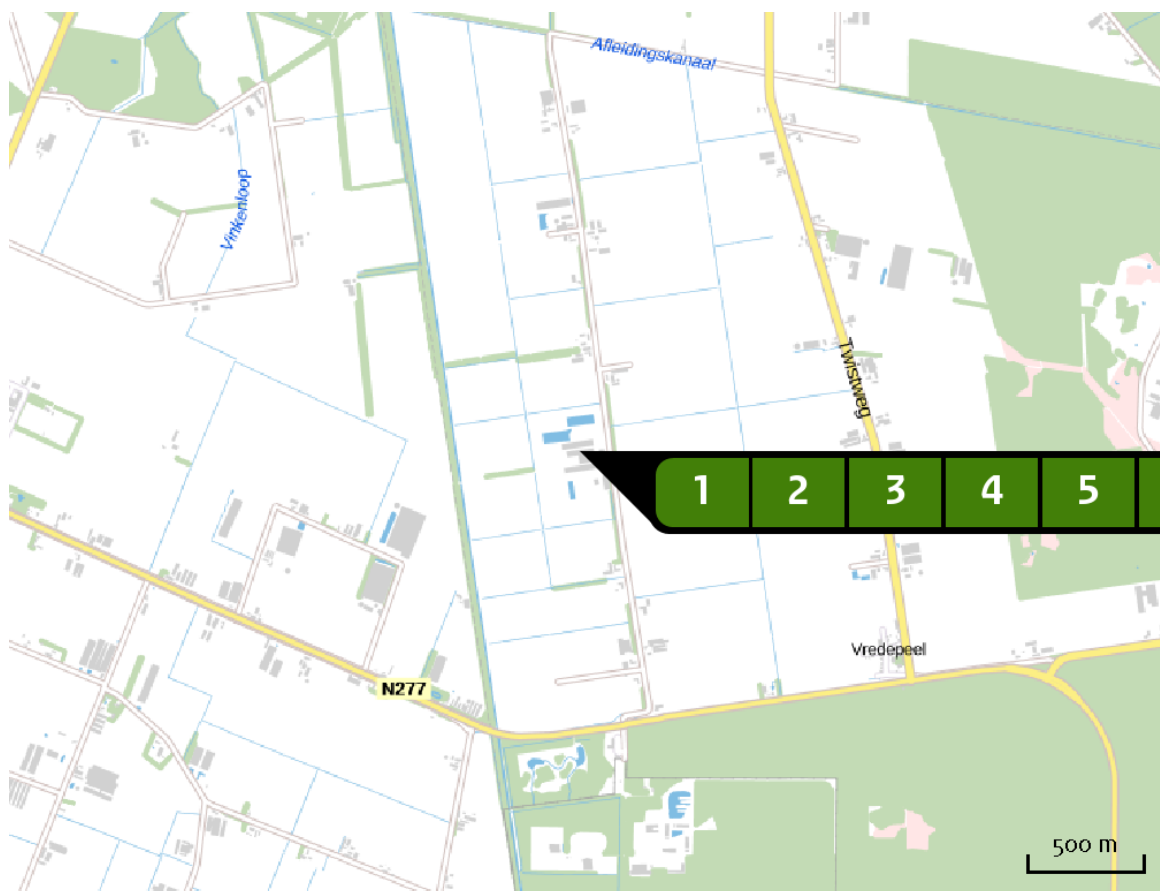 Afleidingskanaal
Vinkenloop
Twistweg
1 2 3 4 5
Vredepeel
N277
500 m